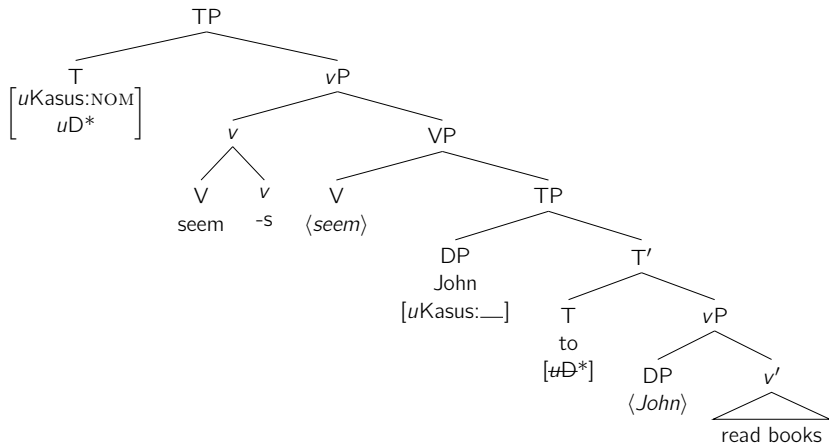 TP
T vP
[uKasus:NOM
uD*]
v VP
V v V TP
seem -s ⟨seem⟩
DP T′
John
[uKasus:__] T vP
to
[uD*] DP v′
⟨John⟩
read books